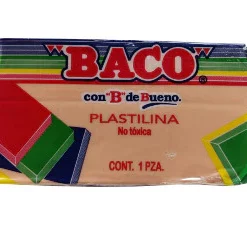 "BACO"®
con "B" de Bueno.
PLASTILINA
No tóxica
CONT. 1 PZA.